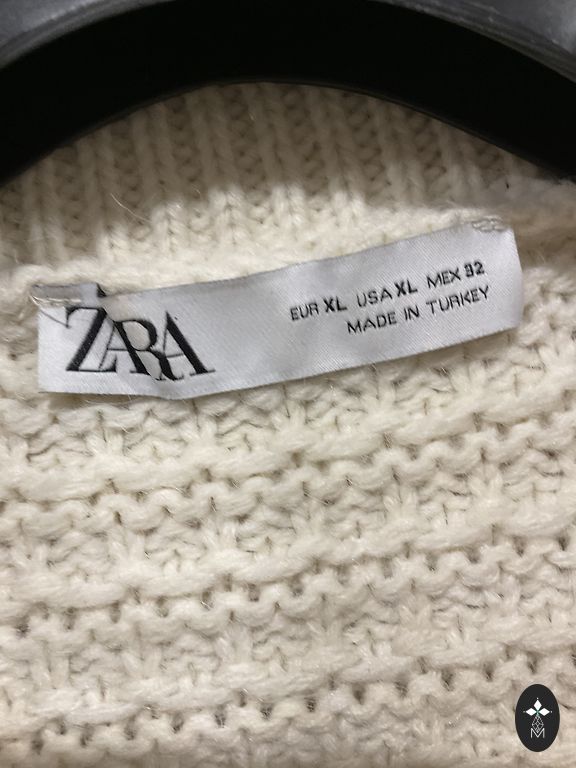 ZARA
EUR XL USA XL MEX 32
MADE IN TURKEY
M